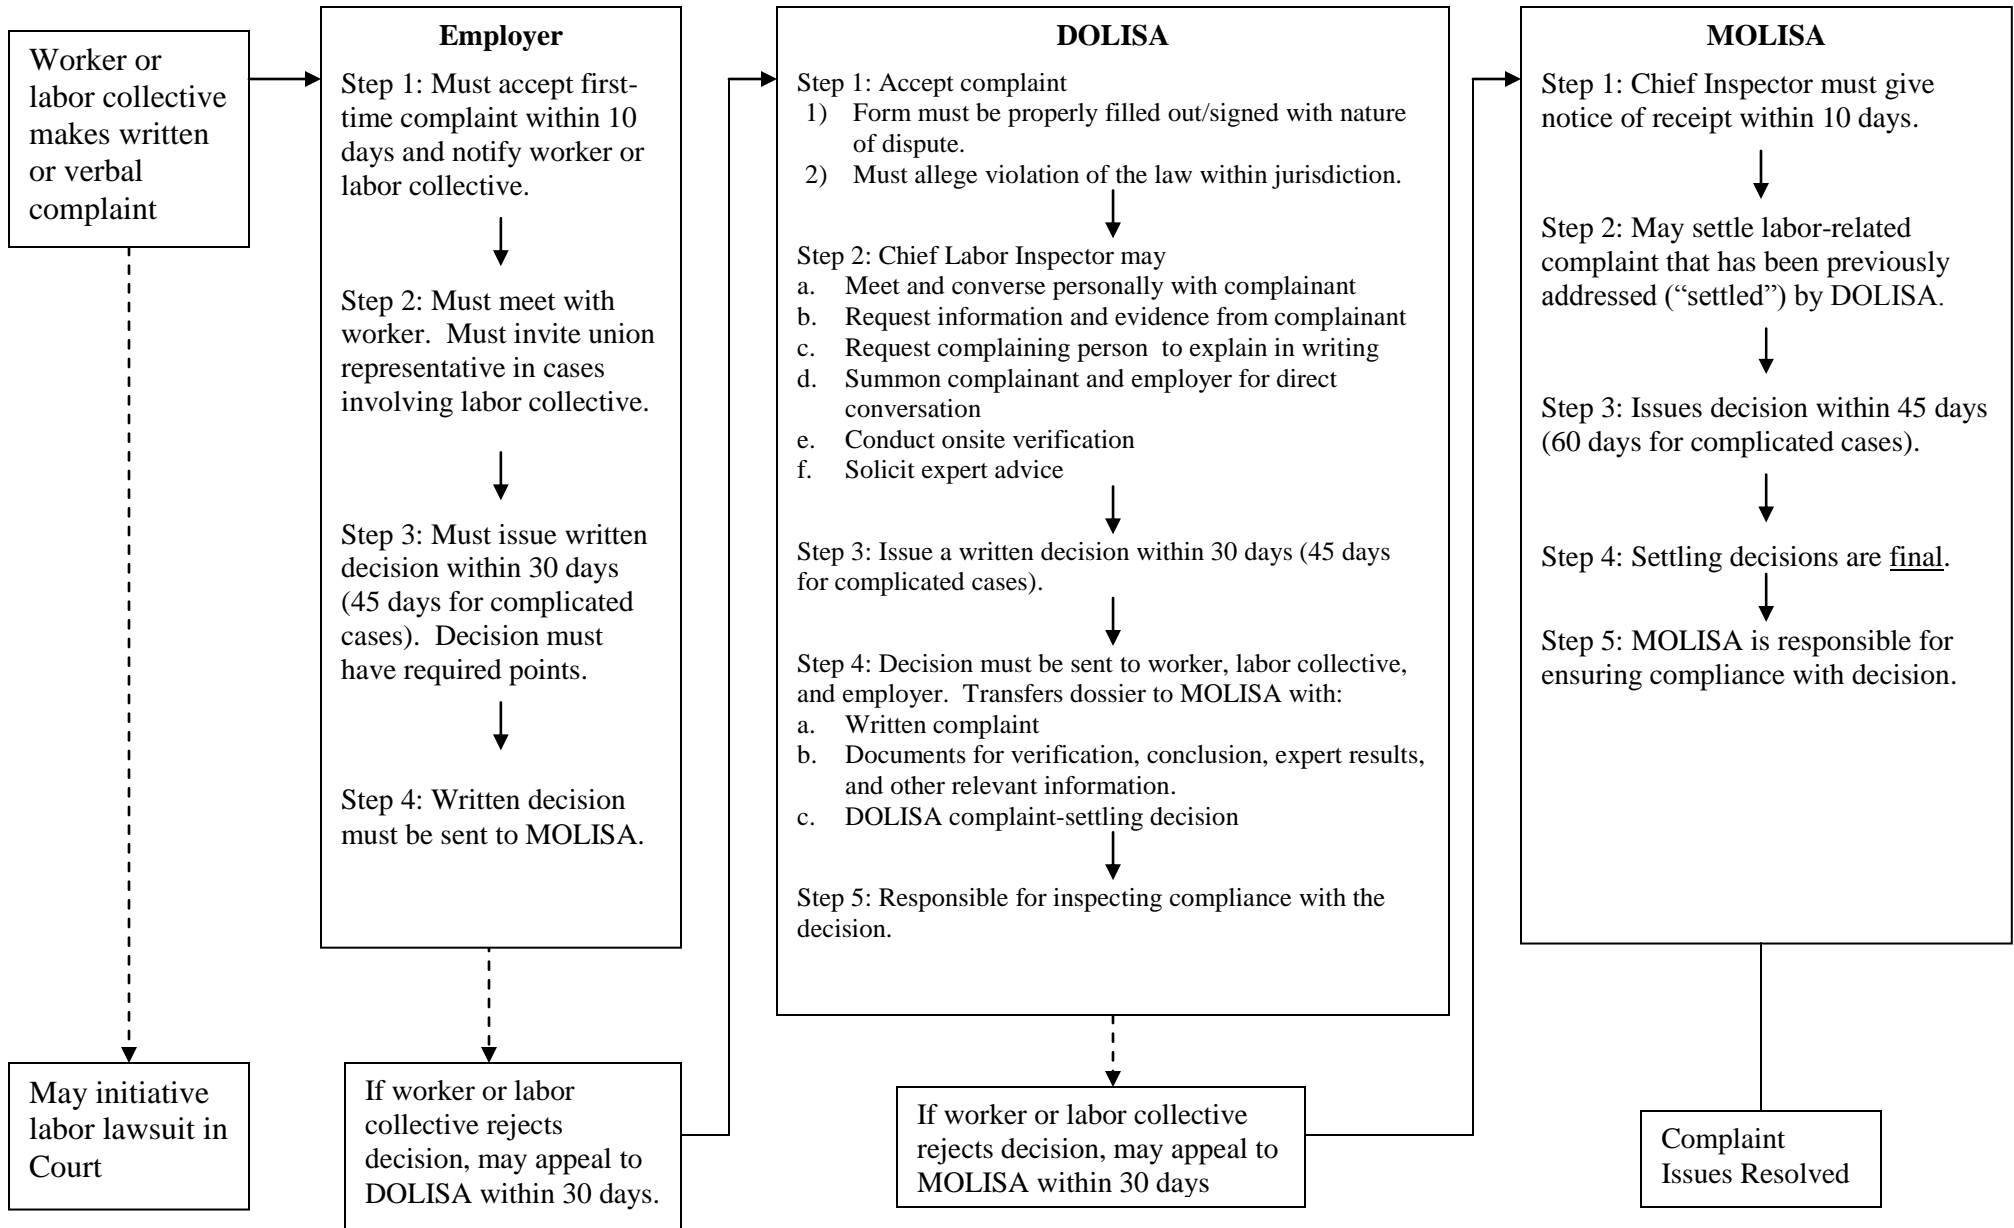 Worker or
labor collective
makes written
or verbal
complaint
May initiative
labor lawsuit in
Court
Employer
Step 1: Must accept first-
time complaint within 10
days and notify worker or
labor collective.
Step 2: Must meet with
worker.  Must invite union
representative in cases
involving labor collective.
Step 3: Must issue written
decision within 30 days
(45 days for complicated
cases).  Decision must
have required points.
Step 4: Written decision
must be sent to MOLISA.
If worker or labor
collective rejects
decision, may appeal to
DOLISA within 30 days.
DOLISA
Step 1: Accept complaint
1) Form must be properly filled out/signed with nature
of dispute.
2) Must allege violation of the law within jurisdiction.
Step 2: Chief Labor Inspector may
a. Meet and converse personally with complainant
b. Request information and evidence from complainant
c. Request complaining person  to explain in writing
d. Summon complainant and employer for direct
conversation
e. Conduct onsite verification
f. Solicit expert advice
Step 3: Issue a written decision within 30 days (45 days
for complicated cases).
Step 4: Decision must be sent to worker, labor collective,
and employer.  Transfers dossier to MOLISA with:
a. Written complaint
b. Documents for verification, conclusion, expert results,
and other relevant information.
c. DOLISA complaint-settling decision
Step 5: Responsible for inspecting compliance with the
decision.
If worker or labor collective
rejects decision, may appeal to
MOLISA within 30 days
MOLISA
Step 1: Chief Inspector must give
notice of receipt within 10 days.
Step 2: May settle labor-related
complaint that has been previously
addressed (“settled”) by DOLISA.
Step 3: Issues decision within 45 days
(60 days for complicated cases).
Step 4: Settling decisions are final.
Step 5: MOLISA is responsible for
ensuring compliance with decision.
Complaint
Issues Resolved